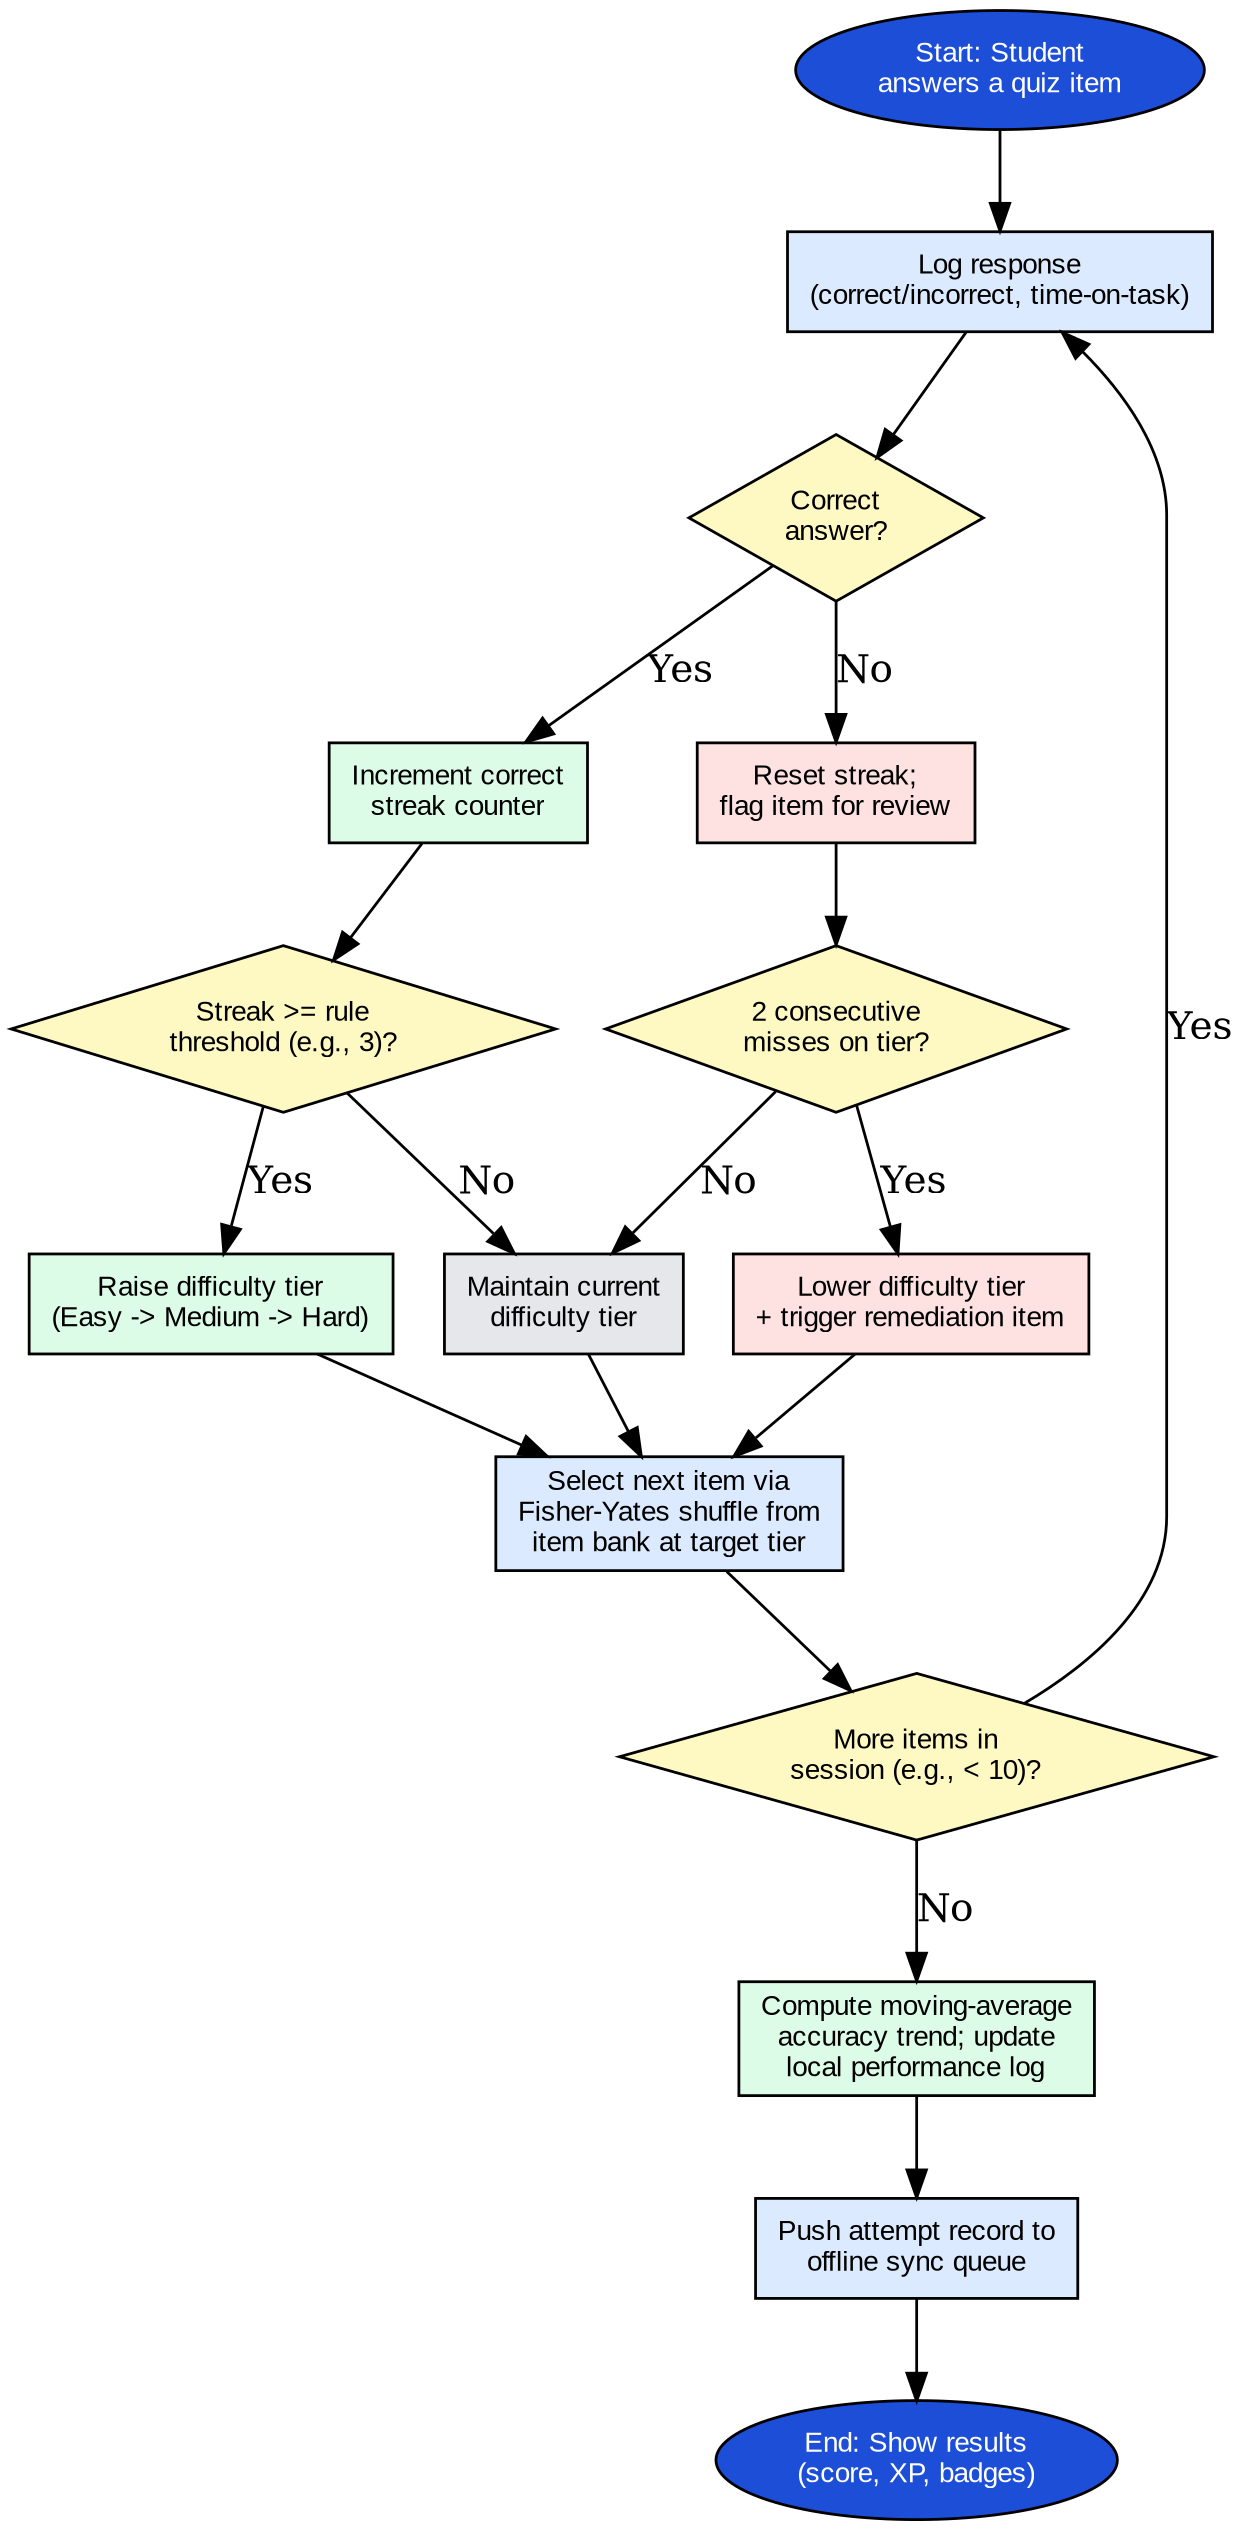 Start: Student
answers a quiz item
Log response
(correct/incorrect, time-on-task)
Correct
answer?
Yes
No
Increment correct
streak counter
Reset streak;
flag item for review
Streak >= rule
threshold (e.g., 3)?
2 consecutive
misses on tier?
Yes
Yes
No
No
Yes
Raise difficulty tier
(Easy -> Medium -> Hard)
Maintain current
difficulty tier
Lower difficulty tier
+ trigger remediation item
Select next item via
Fisher-Yates shuffle from
item bank at target tier
More items in
session (e.g., < 10)?
No
Compute moving-average
accuracy trend; update
local performance log
Push attempt record to
offline sync queue
End: Show results
(score, XP, badges)